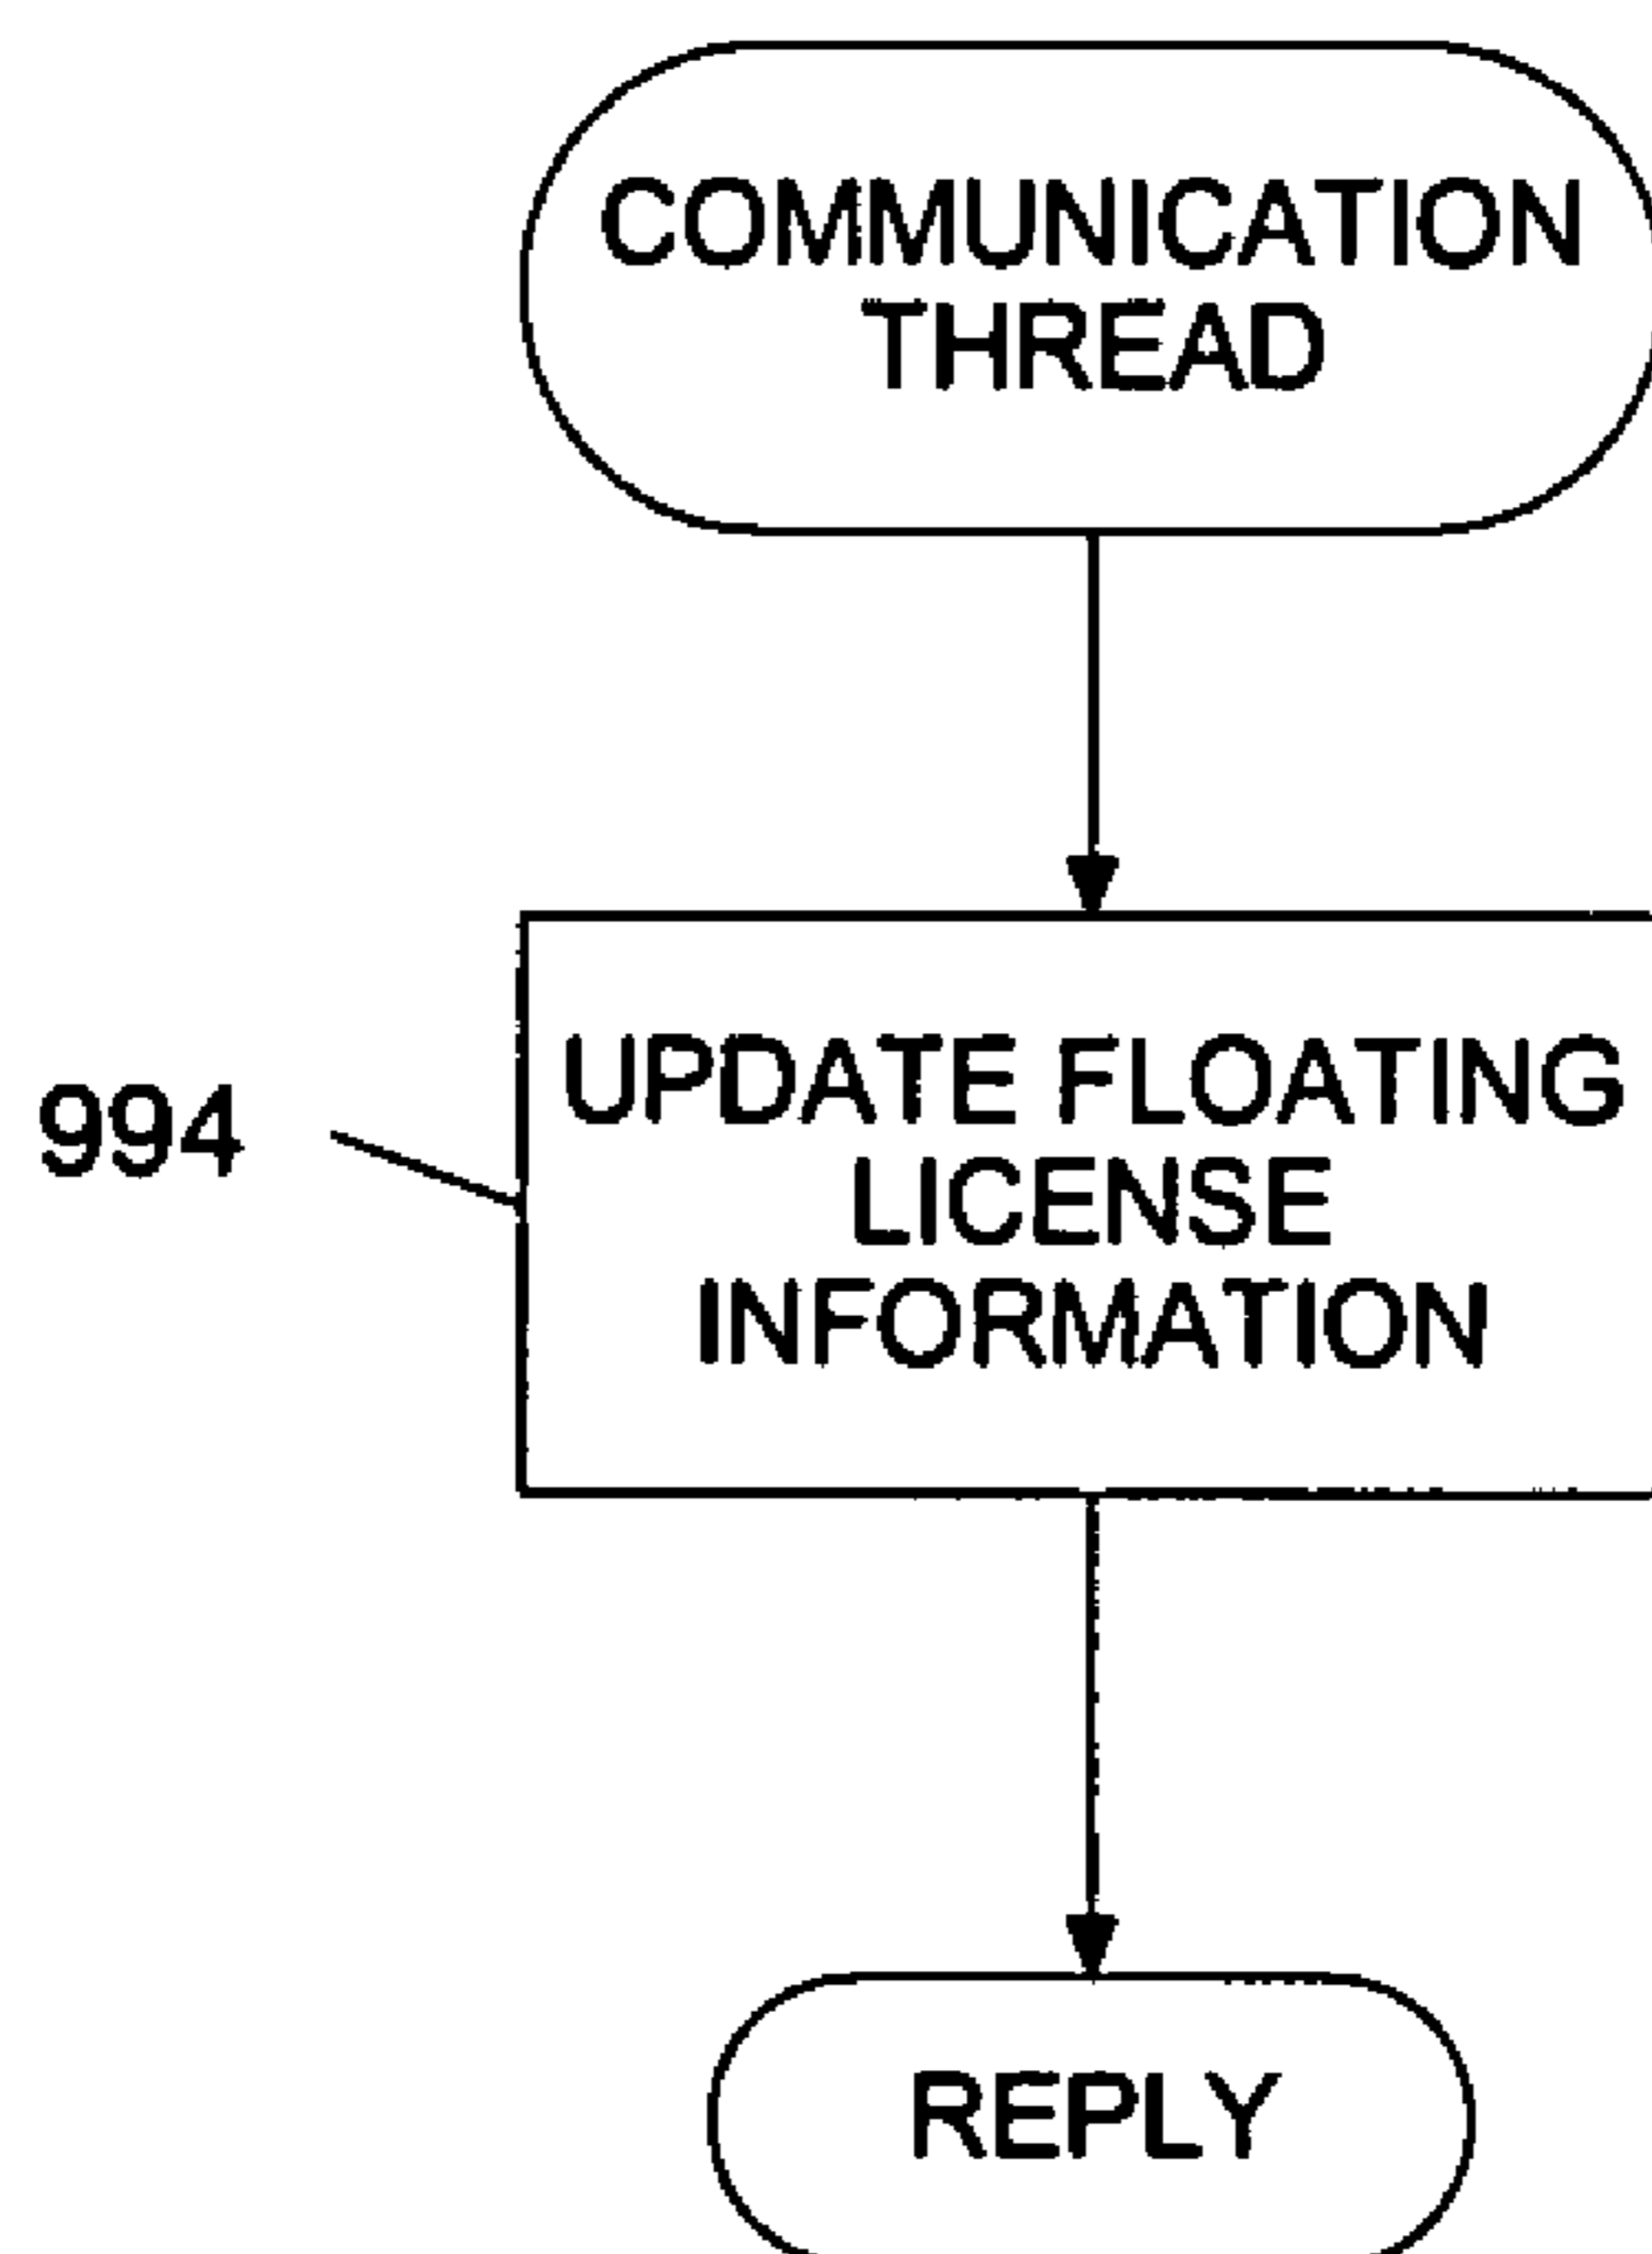 COMMUNICATION
THREAD
994
UPDATE FLOATING
LICENSE
INFORMATION
REPLY